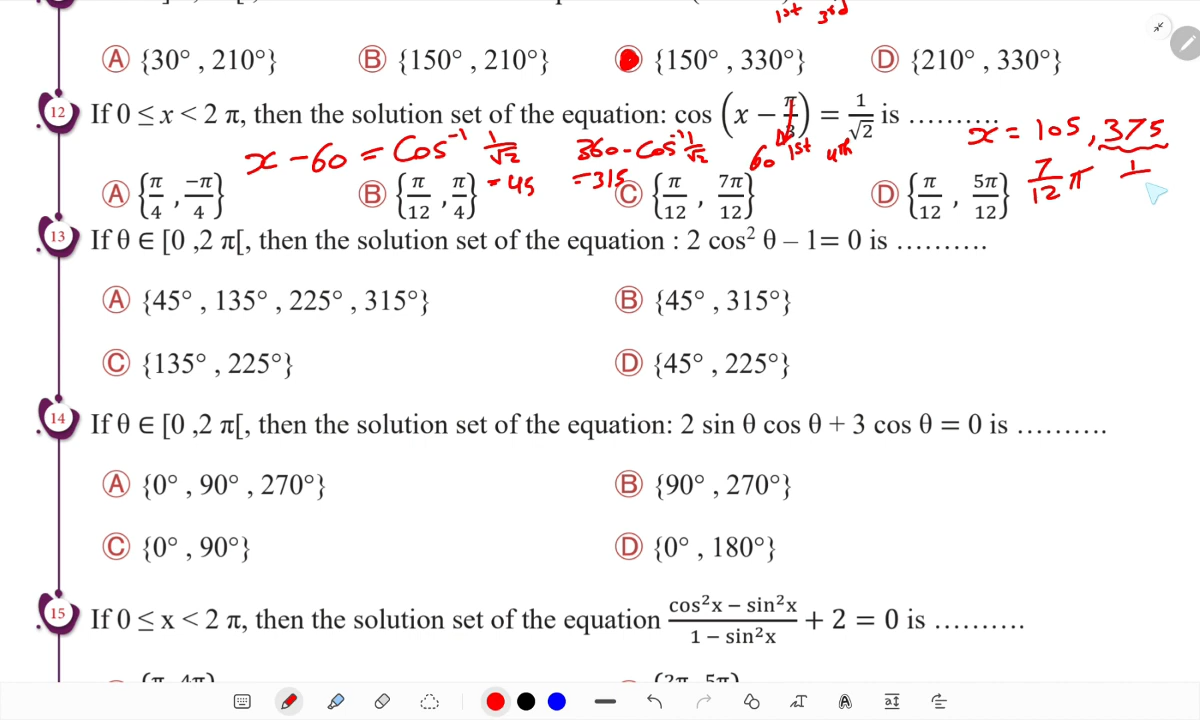 1st 3rd
Ⓐ {30° , 210°} Ⓑ {150° , 210°} {150° , 330°} Ⓓ {210° , 330°}
12 If 0 ≤ x < 2 π, then the solution set of the equation: cos (x − π/3) = 1/√2 is ..........
x − 60 = Cos⁻¹ 1/√2 = 45 360 - Cos⁻¹ 1/√2 = 315 60 1st 4th x = 105, 375
7/12 π 1
Ⓐ {π/4 , −π/4} Ⓑ {π/12 , π/4} Ⓒ {π/12 , 7π/12} Ⓓ {π/12 , 5π/12}
13 If θ ∈ [0 ,2 π[, then the solution set of the equation : 2 cos² θ – 1= 0 is ..........
Ⓐ {45° , 135° , 225° , 315°} Ⓑ {45° , 315°}
Ⓒ {135° , 225°} Ⓓ {45° , 225°}
14 If θ ∈ [0 ,2 π[, then the solution set of the equation: 2 sin θ cos θ + 3 cos θ = 0 is ..........
Ⓐ {0° , 90° , 270°} Ⓑ {90° , 270°}
Ⓒ {0° , 90°} Ⓓ {0° , 180°}
15 If 0 ≤ x < 2 π, then the solution set of the equation (cos²x − sin²x)/(1 − sin²x) + 2 = 0 is ..........